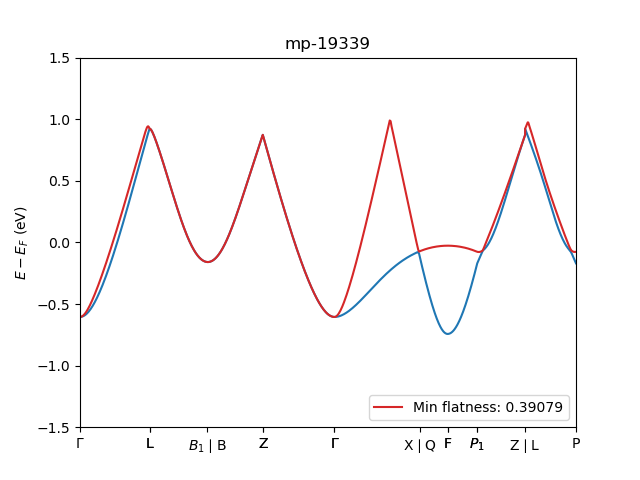 mp-19339
E − E_F (eV)
1.5
1.0
0.5
0.0
−0.5
−1.0
−1.5
Min flatness: 0.39079
Γ L B₁ | B Z Γ X | Q F P₁ Z | L P